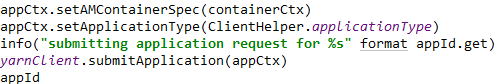 appCtx.setAMContainerSpec(containerCtx)
appCtx.setApplicationType(ClientHelper.applicationType)
info("submitting application request for %s" format appId.get)
yarnClient.submitApplication(appCtx)
appId